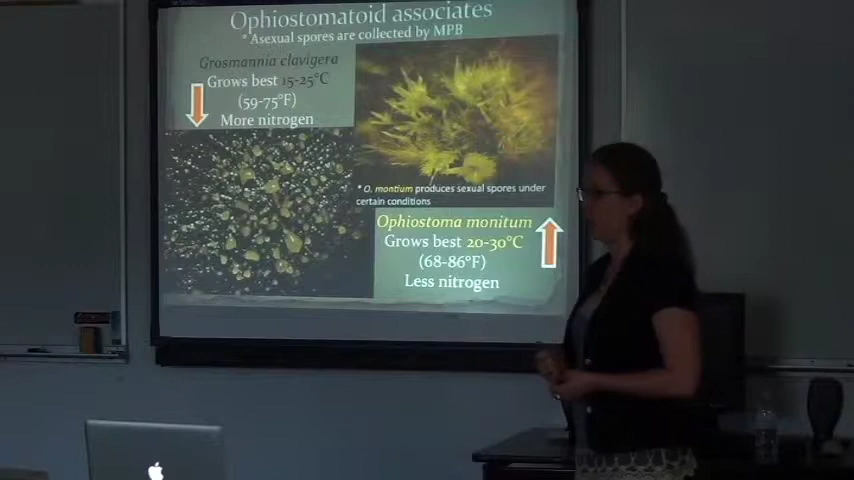 Ophiostomatoid associates
* Asexual spores are collected by MPB
Grosmannia clavigera
Grows best 15-25°C
(59-75°F)
More nitrogen
* O. montium produces sexual spores under
certain conditions
Ophiostoma monitum
Grows best 20-30°C
(68-86°F)
Less nitrogen